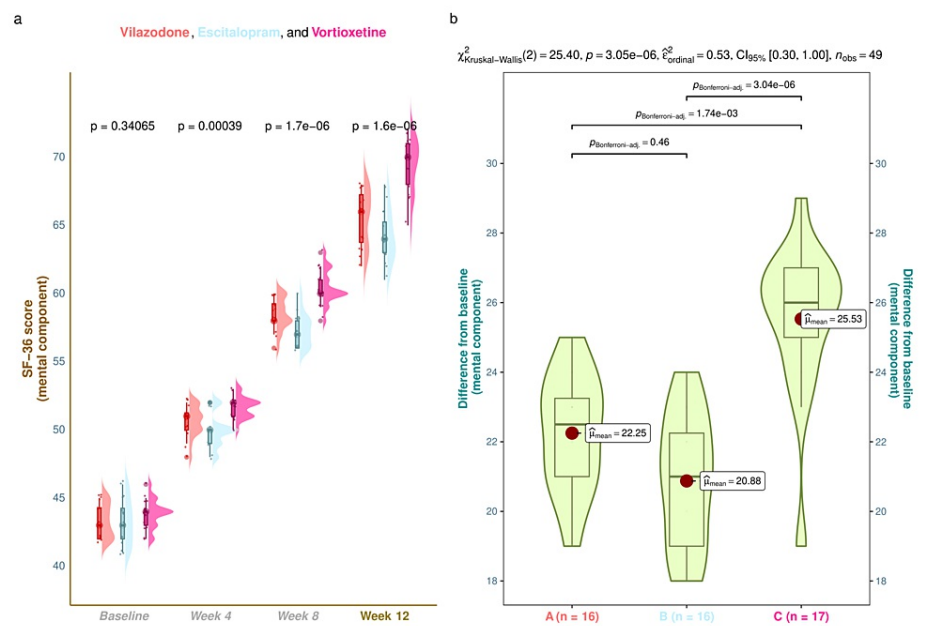 a
Vilazodone, Escitalopram, and Vortioxetine
p = 0.34065 p = 0.00039 p = 1.7e−06 p = 1.6e−06
70
65
60
55
50
45
40
SF−36 score
(mental component)
Baseline Week 4 Week 8 Week 12
b
χ²Kruskal−Wallis(2) = 25.40, p = 3.05e−06, ε̂²ordinal = 0.53, CI95% [0.30, 1.00], nobs = 49
pBonferroni−adj. = 3.04e−06
pBonferroni−adj. = 1.74e−03
pBonferroni−adj. = 0.46
30 30
28 28
26 26
24 24
22 22
20 20
18 18
Difference from baseline
(mental component)
Difference from baseline
(mental component)
μ̂mean = 25.53
μ̂mean = 22.25
μ̂mean = 20.88
A (n = 16) B (n = 16) C (n = 17)